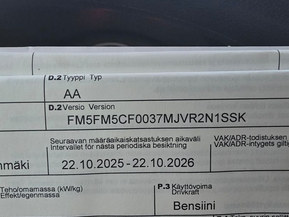 D.2 Tyyppi Typ
AA
D.2 Versio Version
FM5FM5CF0037MJVR2N1SSK
Seuraavan määräaikaiskatsastuksen aikaväli
Intervallet för nästa periodiska besiktning
VAK/ADR-todistuksen
VAK/ADR-intygets giltig
mäki
22.10.2025 - 22.10.2026
Teho/omamassa (kW/kg)
Effekt/egenmassa
P.3 Käyttövoima
Drivkraft
Bensiini